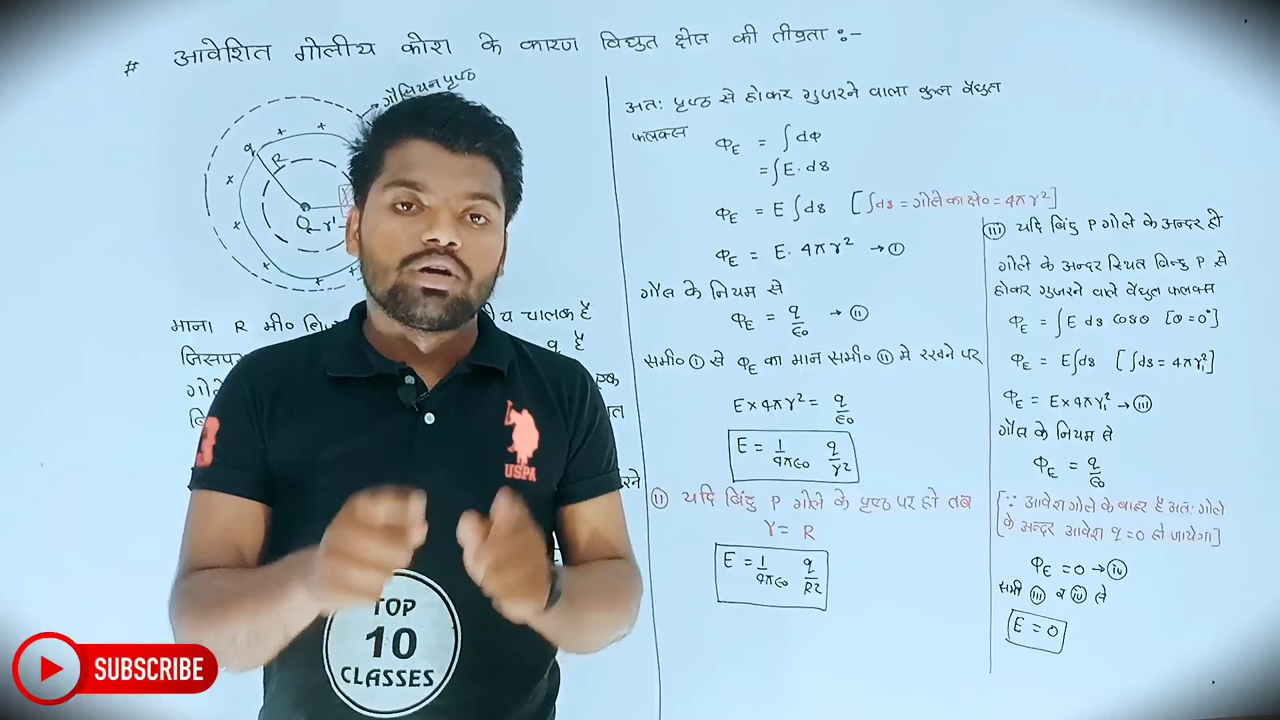 # आवेशित गोलीय कोश के कारण विद्युत क्षेत्र की तीव्रता :-
गौसियन पृष्ठ
+ + +
q
R
O
r'
माना R मी० त्रि ीय चालक है
जिसपर q है
गोले एक
अतः पृष्ठ से होकर गुजरने वाला कुल वैद्युत
फलक्स
ΦE = ∫dΦ
= ∫E. ds
ΦE = E ∫ds [∫ds = गोले का क्षे० = 4πr²]
ΦE = E. 4πr² → Ⓘ
गौस के नियम से
ΦE = q/ε₀ → Ⓘⓘ
समी० Ⓘ से ΦE का मान समी० Ⓘⓘ मे रखने पर
E×4πr² = q/ε₀
E = 1/4πε₀ q/r²
(ii) यदि बिंदु P गोले के पृष्ठ पर हो तब
r = R
E = 1/4πε₀ q/R²
(iii) यदि बिंदु P गोले के अन्दर हो
गोले के अन्दर स्थित बिन्दु P से
होकर गुजरने वाले वैद्युत फलक्स
ΦE = ∫E ds cosθ [θ = 0°]
ΦE = E∫ds [∫ds = 4πr₁²]
ΦE = E×4πr₁² → (iii)
गौस के नियम से
ΦE = q/ε₀
[∵ आवेश गोले के बाहर है अतः गोले
के अन्दर आवेश q = 0 हो जायेगा]
ΦE = 0 → (iv)
समी (iii) व (iv) से
E = 0
3
USPA
TOP
10
CLASSES
SUBSCRIBE